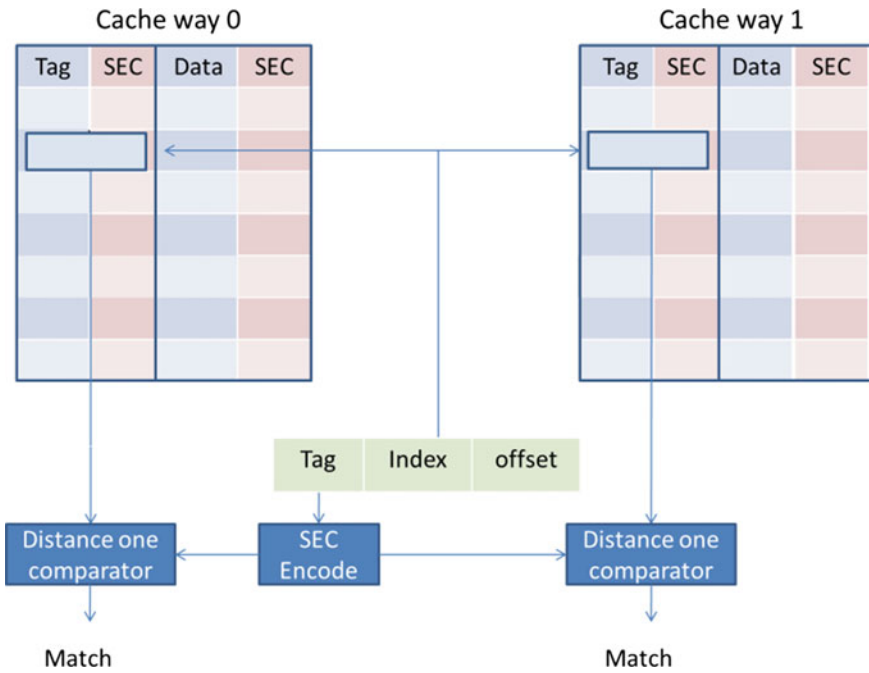 Cache way 0
Cache way 1
Tag SEC Data SEC
Tag SEC Data SEC
Tag Index offset
Distance one
comparator
SEC
Encode
Distance one
comparator
Match
Match